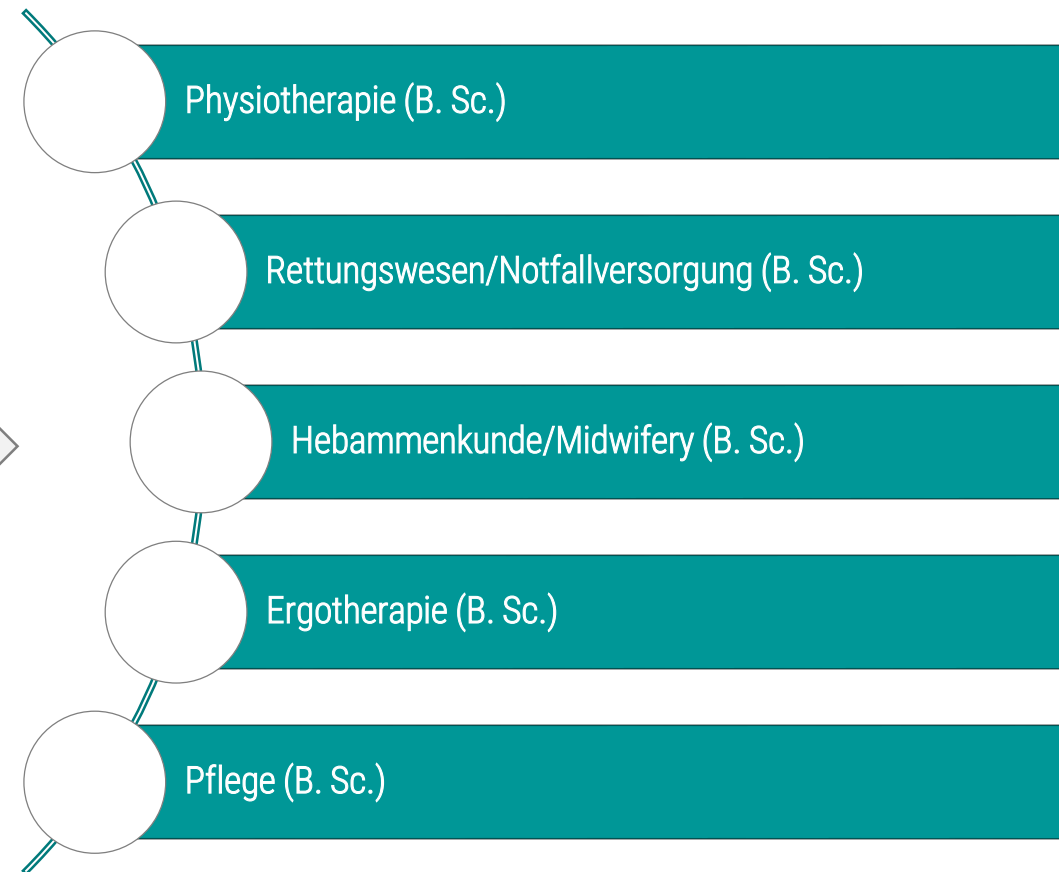 Physiotherapie (B. Sc.)
Rettungswesen/Notfallversorgung (B. Sc.)
Hebammenkunde/Midwifery (B. Sc.)
Ergotherapie (B. Sc.)
Pflege (B. Sc.)